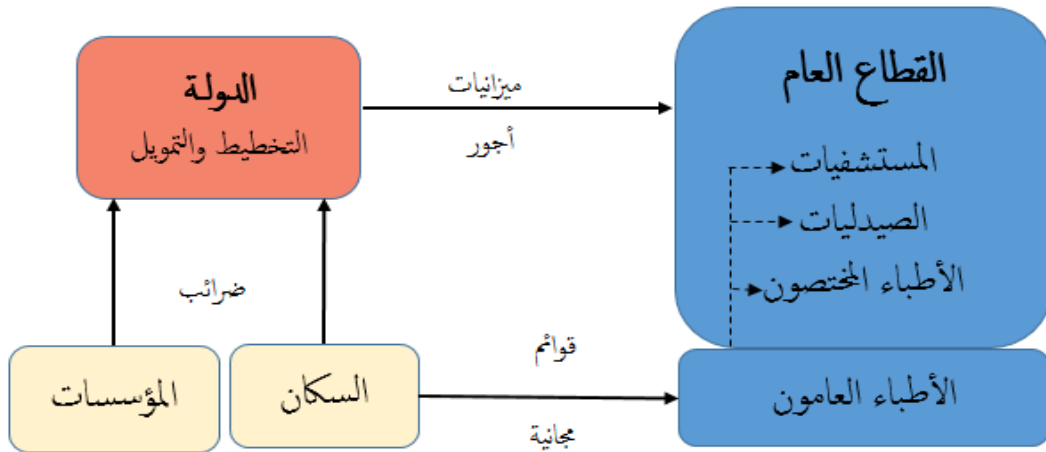 الدولة
التخطيط والتمويل
ميزانيات
أجور
القطاع العام
المستشفيات
الصيدليات
الأطباء المختصون
ضرائب
المؤسسات
السكان
قوائم
مجانية
الأطباء العامون